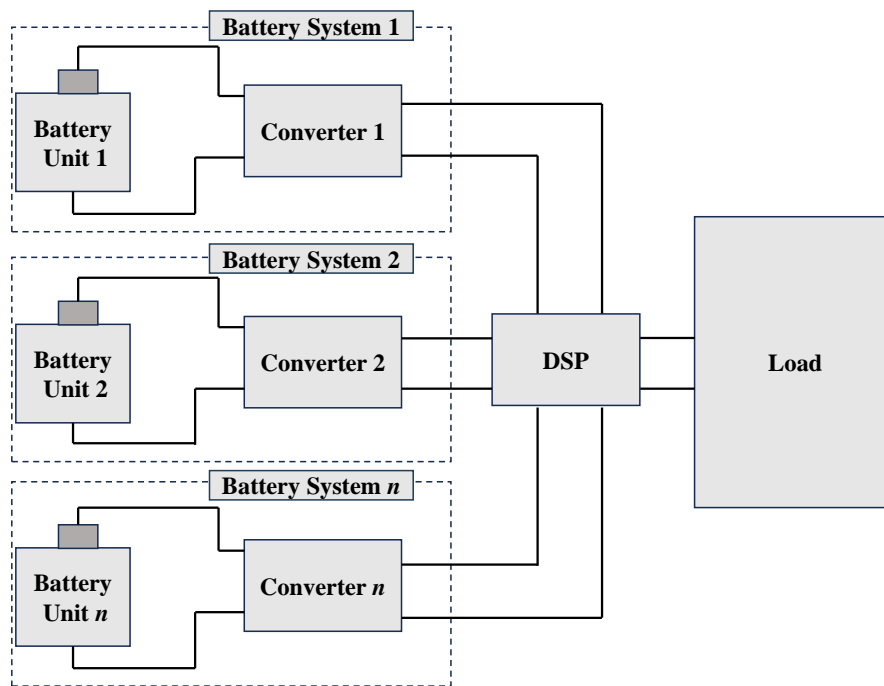 Battery System 1
Battery
Unit 1
Converter 1
Battery System 2
Battery
Unit 2
Converter 2
DSP
Load
Battery System n
Battery
Unit n
Converter n